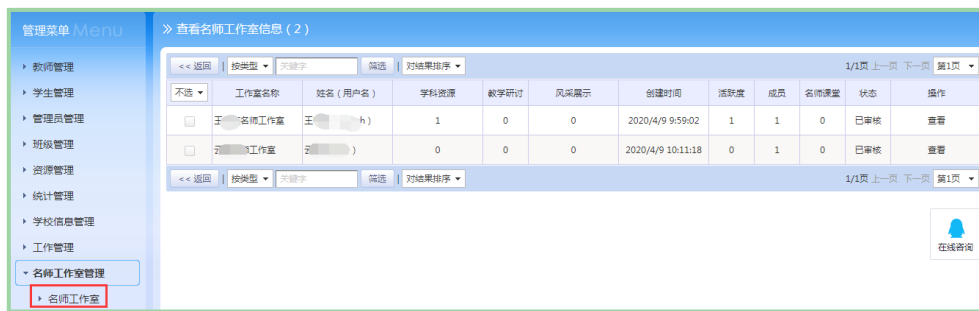 管理菜单 Menu
>> 查看名师工作室信息（2）
教师管理
学生管理
管理员管理
班级管理
资源管理
统计管理
学校信息管理
工作管理
名师工作室管理
名师工作室
<< 返回 | 按类型 关键字 筛选 | 对结果排序 1/1页 上一页 下一页 第1页
不选 工作室名称 姓名（用户名） 学科资源 教学研讨 风采展示 创建时间 活跃度 成员 名师课堂 状态 操作
王 名师工作室 王 h） 1 0 0 2020/4/9 9:59:02 1 1 0 已审核 查看
工作室 ） 0 0 0 2020/4/9 10:11:18 0 1 0 已审核 查看
<< 返回 | 按类型 关键字 筛选 | 对结果排序 1/1页 上一页 下一页 第1页
在线咨询